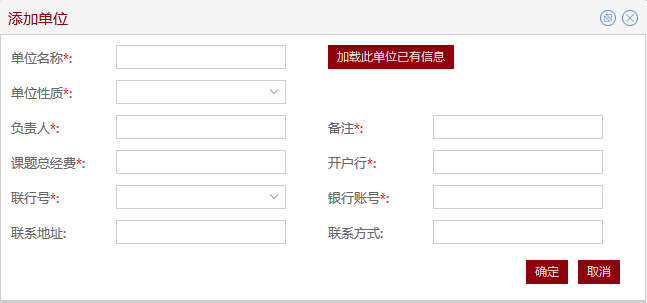 添加单位
单位名称*: 加载此单位已有信息
单位性质*:
负责人*: 备注*:
课题总经费*: 开户行*:
联行号*: 银行账号*:
联系地址: 联系方式:
确定 取消